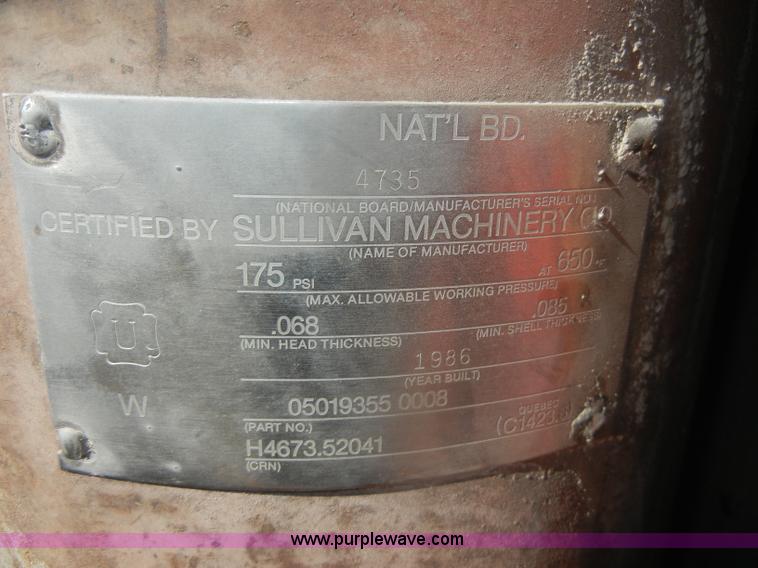 NAT'L BD.
4735
(NATIONAL BOARD/MANUFACTURER'S SERIAL NO.)
CERTIFIED BY SULLIVAN MACHINERY CO.
(NAME OF MANUFACTURER)
175 PSI AT 650 °F
(MAX. ALLOWABLE WORKING PRESSURE)
.068 .085
(MIN. HEAD THICKNESS) (MIN. SHELL THICKNESS)
U
1986
(YEAR BUILT)
W 05019355 0008
(PART NO.) QUEBEC
H4673.52041
(CRN)
www.purplewave.com